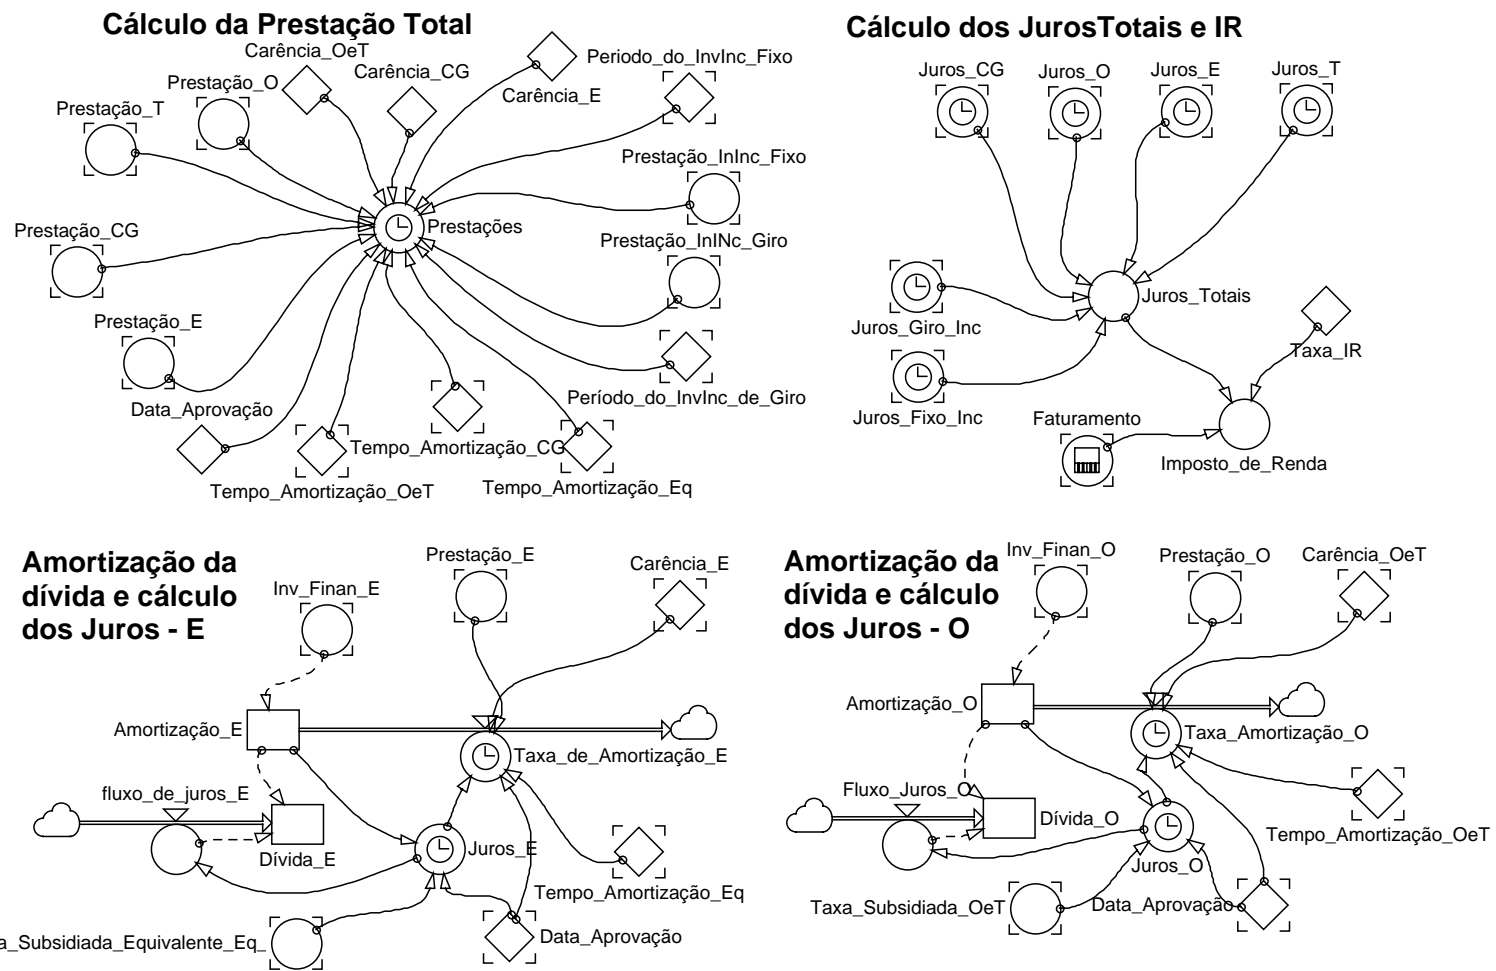 Cálculo da Prestação Total
Carência_OeT
Carência_CG
Prestação_O
Prestação_T
Periodo_do_InvInc_Fixo
Carência_E
Prestação_InInc_Fixo
Prestações
Prestação_CG
Prestação_InINc_Giro
Prestação_E
Data_Aprovação
Período_do_InvInc_de_Giro
Tempo_Amortização_CG
Tempo_Amortização_OeT
Tempo_Amortização_Eq
Cálculo dos JurosTotais e IR
Juros_CG
Juros_O
Juros_E
Juros_T
Juros_Totais
Juros_Giro_Inc
Taxa_IR
Juros_Fixo_Inc
Faturamento
Imposto_de_Renda
Amortização da
dívida e cálculo
dos Juros - E
Prestação_E
Carência_E
Inv_Finan_E
Amortização_E
Taxa_de_Amortização_E
fluxo_de_juros_E
Dívida_E
Juros_E
Tempo_Amortização_Eq
Data_Aprovação
a_Subsidiada_Equivalente_Eq_
Amortização da
dívida e cálculo
dos Juros - O
Inv_Finan_O
Prestação_O
Carência_OeT
Amortização_O
Taxa_Amortização_O
Fluxo_Juros_O
Dívida_O
Tempo_Amortização_OeT
Juros_O
Taxa_Subsidiada_OeT
Data_Aprovação